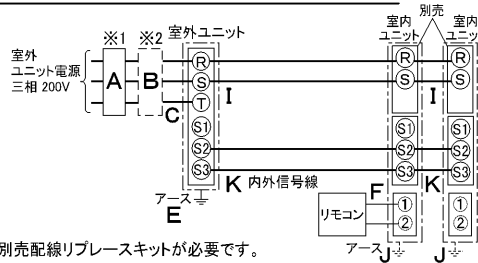 ※1
※2
室外ユニット
室内
ユニット
別売
室内
ユニッ
室外
ユニット電源
三相 200V
A
B
C
R
S
T
S1
S2
S3
I
R
S
S1
S2
S3
①
②
I
R
S
S1
S2
S3
①
②
K 内外信号線
F
K
リモコン
アース
E
アース
J
J
別売配線リプレースキットが必要です。